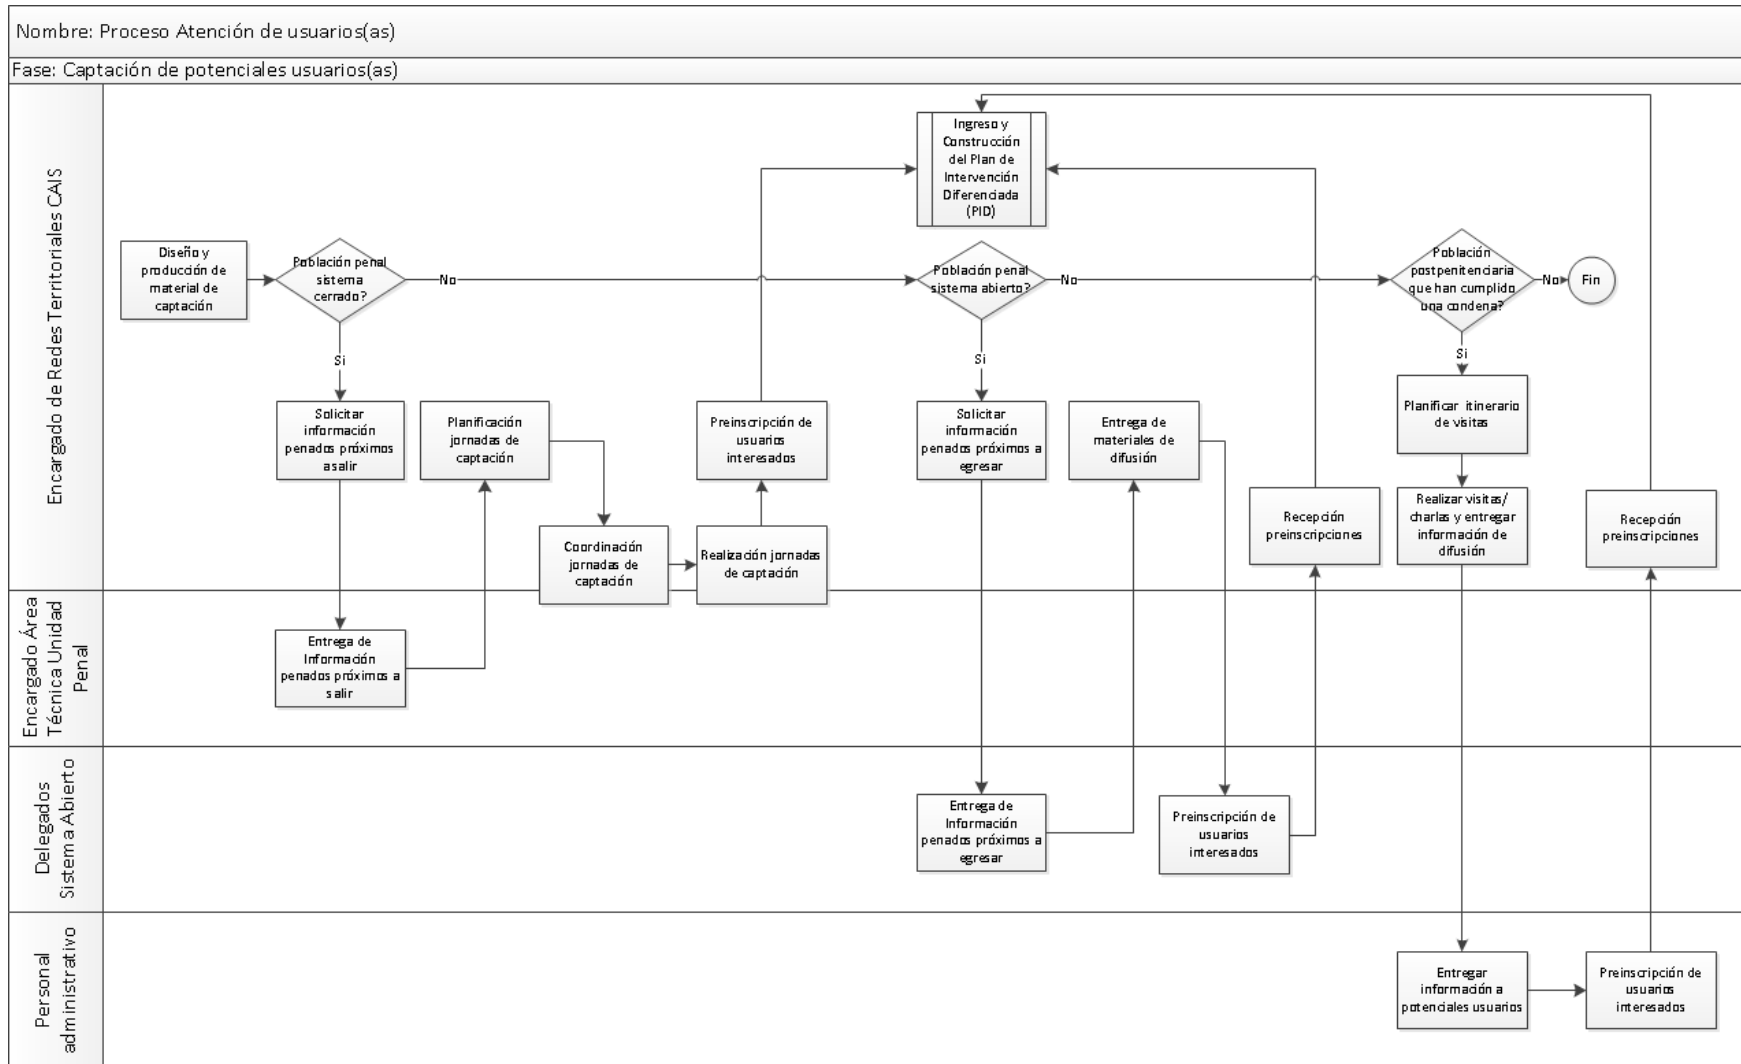 Nombre: Proceso Atención de usuarios(as)
Fase: Captación de potenciales usuarios(as)
Encargado de Redes Territoriales CAIS
Ingreso y
Construcción
del Plan de
Intervención
Diferenciada
(PID)
Diseño y
producción de
material de
captación
Población penal
sistema
cerrado?
No
Población penal
sistema abierto?
No
Población
postpenitenciaria
que han cumplido
una condena?
No
Fin
Si
Si
Si
Solicitar
información
penados próximos
a salir
Planificación
jornadas de
captación
Preinscripción de
usuarios
interesados
Solicitar
información
penados próximos a
egresar
Entrega de
materiales de
difusión
Planificar itinerario
de visitas
Coordinación
jornadas de
captación
Realización jornadas
de captación
Recepción
preinscripciones
Realizar visitas/
charlas y entregar
información de
difusión
Recepción
preinscripciones
Encargado Área
Técnica Unidad
Penal
Entrega de
Información
penados próximos a
salir
Delegados
Sistema Abierto
Entrega de
Información
penados próximos a
egresar
Preinscripción de
usuarios
interesados
Personal
administrativo
Entregar
información a
potenciales usuarios
Preinscripción de
usuarios
interesados